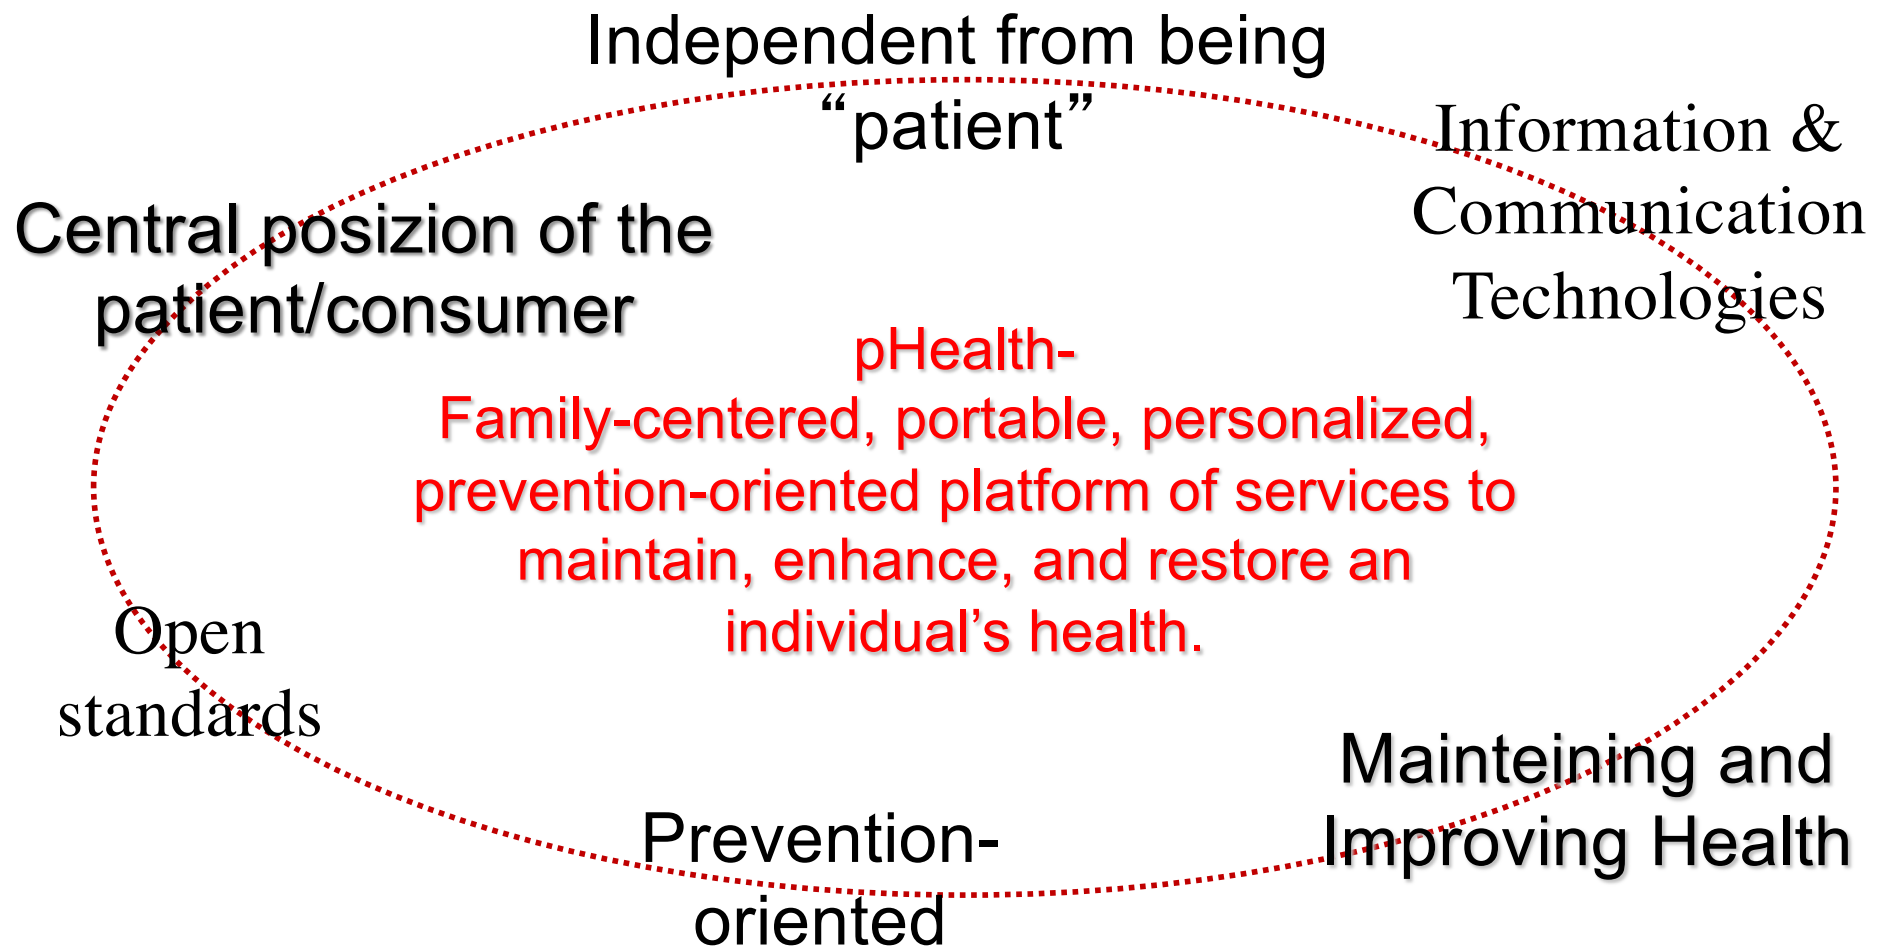 Independent from being
“patient”
Information &
Communication
Technologies
Central posizion of the
patient/consumer
pHealth-
Family-centered, portable, personalized,
prevention-oriented platform of services to
maintain, enhance, and restore an
individual’s health.
Open
standards
Mainteining and
Improving Health
Prevention-
oriented